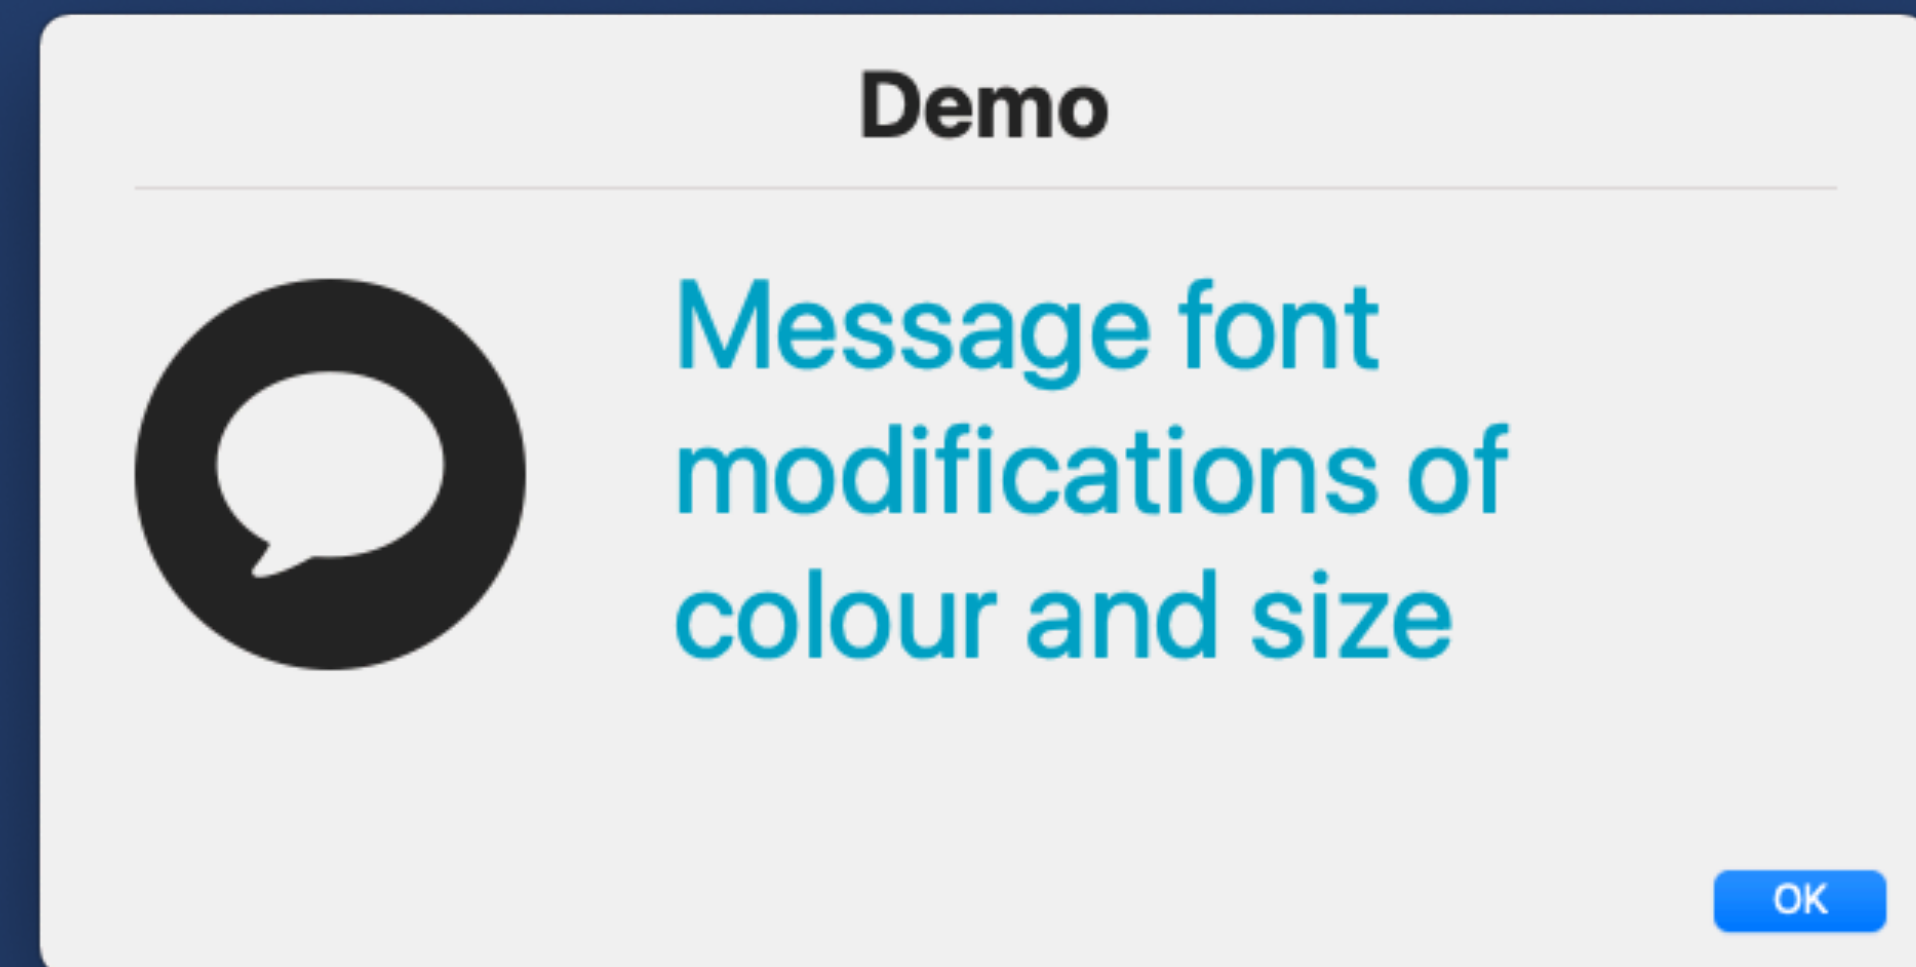 Demo
Message font
modifications of
colour and size
OK